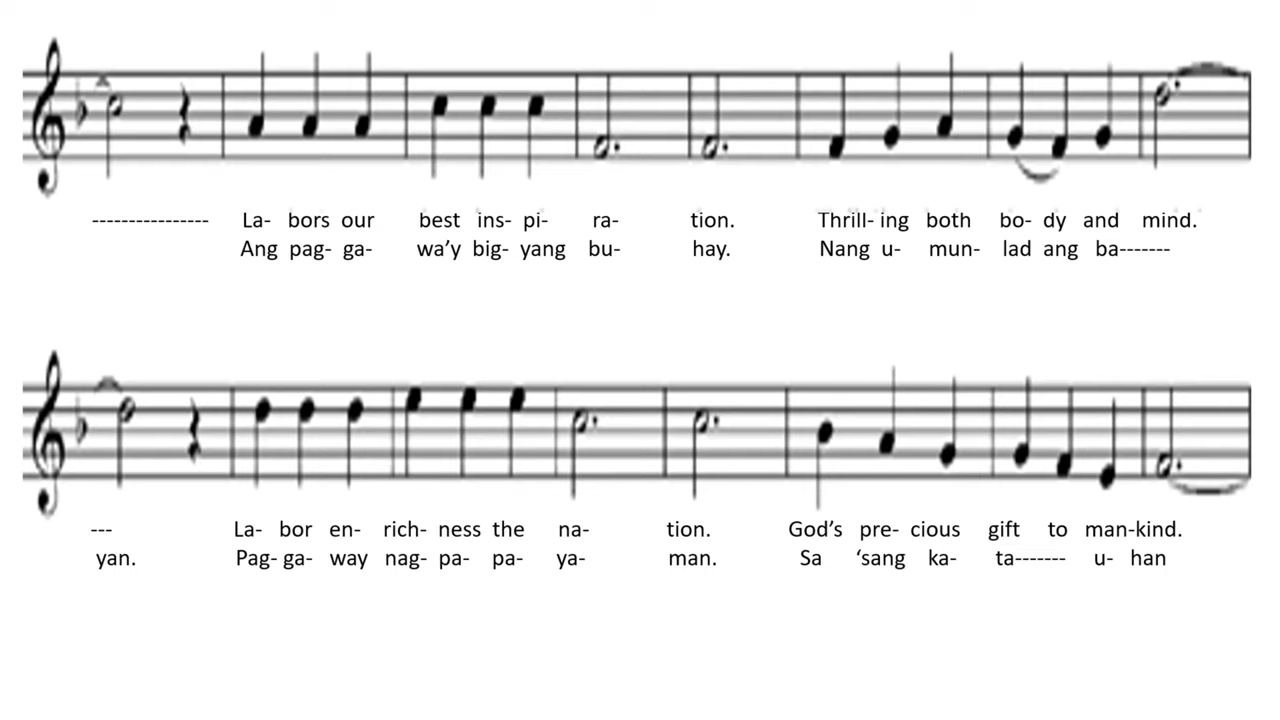 ---------------- La- bors our best ins- pi- ra- tion. Thrill- ing both bo- dy and mind.
Ang pag- ga- wa’y big- yang bu- hay. Nang u- mun- lad ang ba-------
--- La- bor en- rich- ness the na- tion. God’s pre- cious gift to man-kind.
yan. Pag- ga- way nag- pa- pa- ya- man. Sa ‘sang ka- ta------- u- han